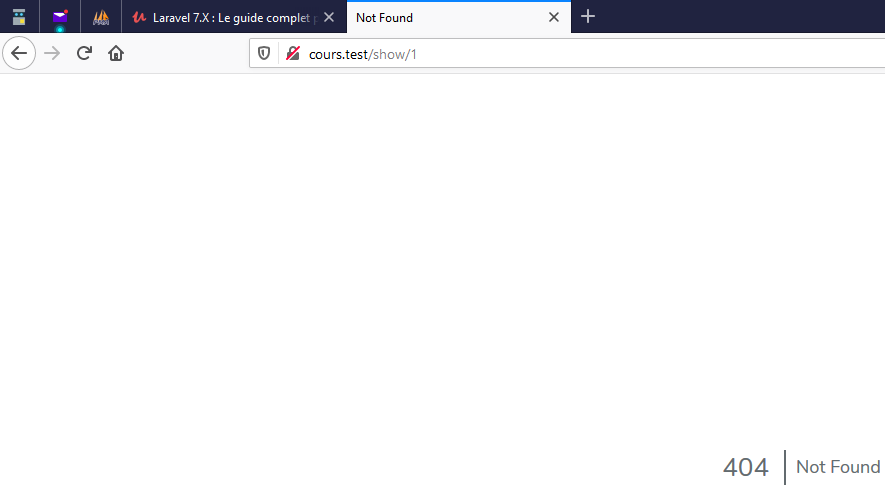 Laravel 7.X : Le guide complet
Not Found
cours.test/show/1
404
Not Found